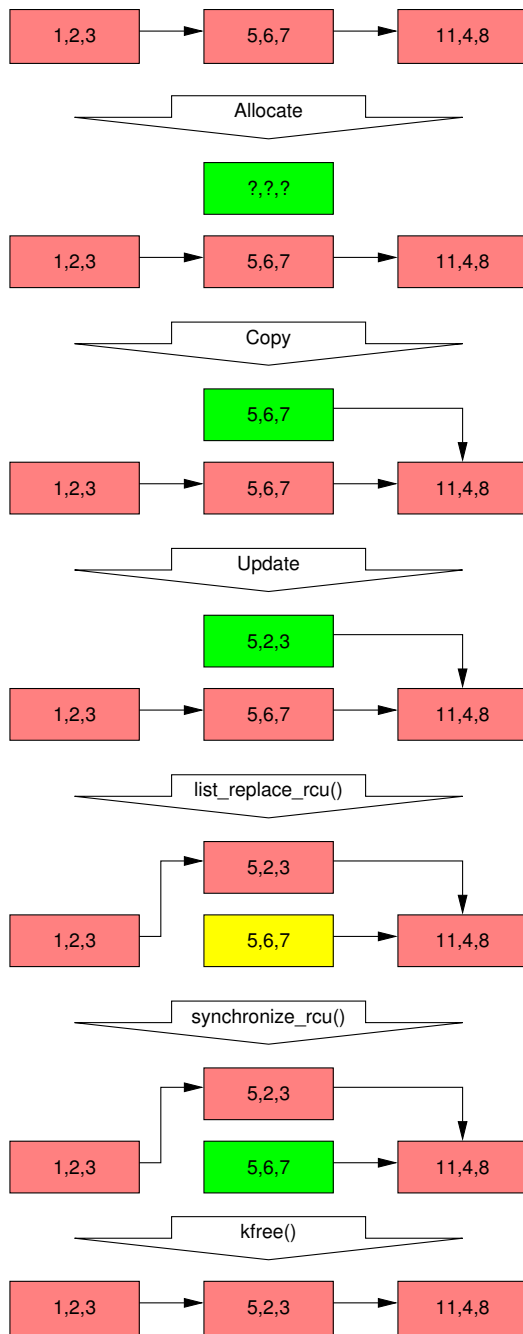 1,2,3 5,6,7 11,4,8
Allocate
?,?,?
1,2,3 5,6,7 11,4,8
Copy
5,6,7
1,2,3 5,6,7 11,4,8
Update
5,2,3
1,2,3 5,6,7 11,4,8
list_replace_rcu()
5,2,3
1,2,3 5,6,7 11,4,8
synchronize_rcu()
5,2,3
1,2,3 5,6,7 11,4,8
kfree()
1,2,3 5,2,3 11,4,8